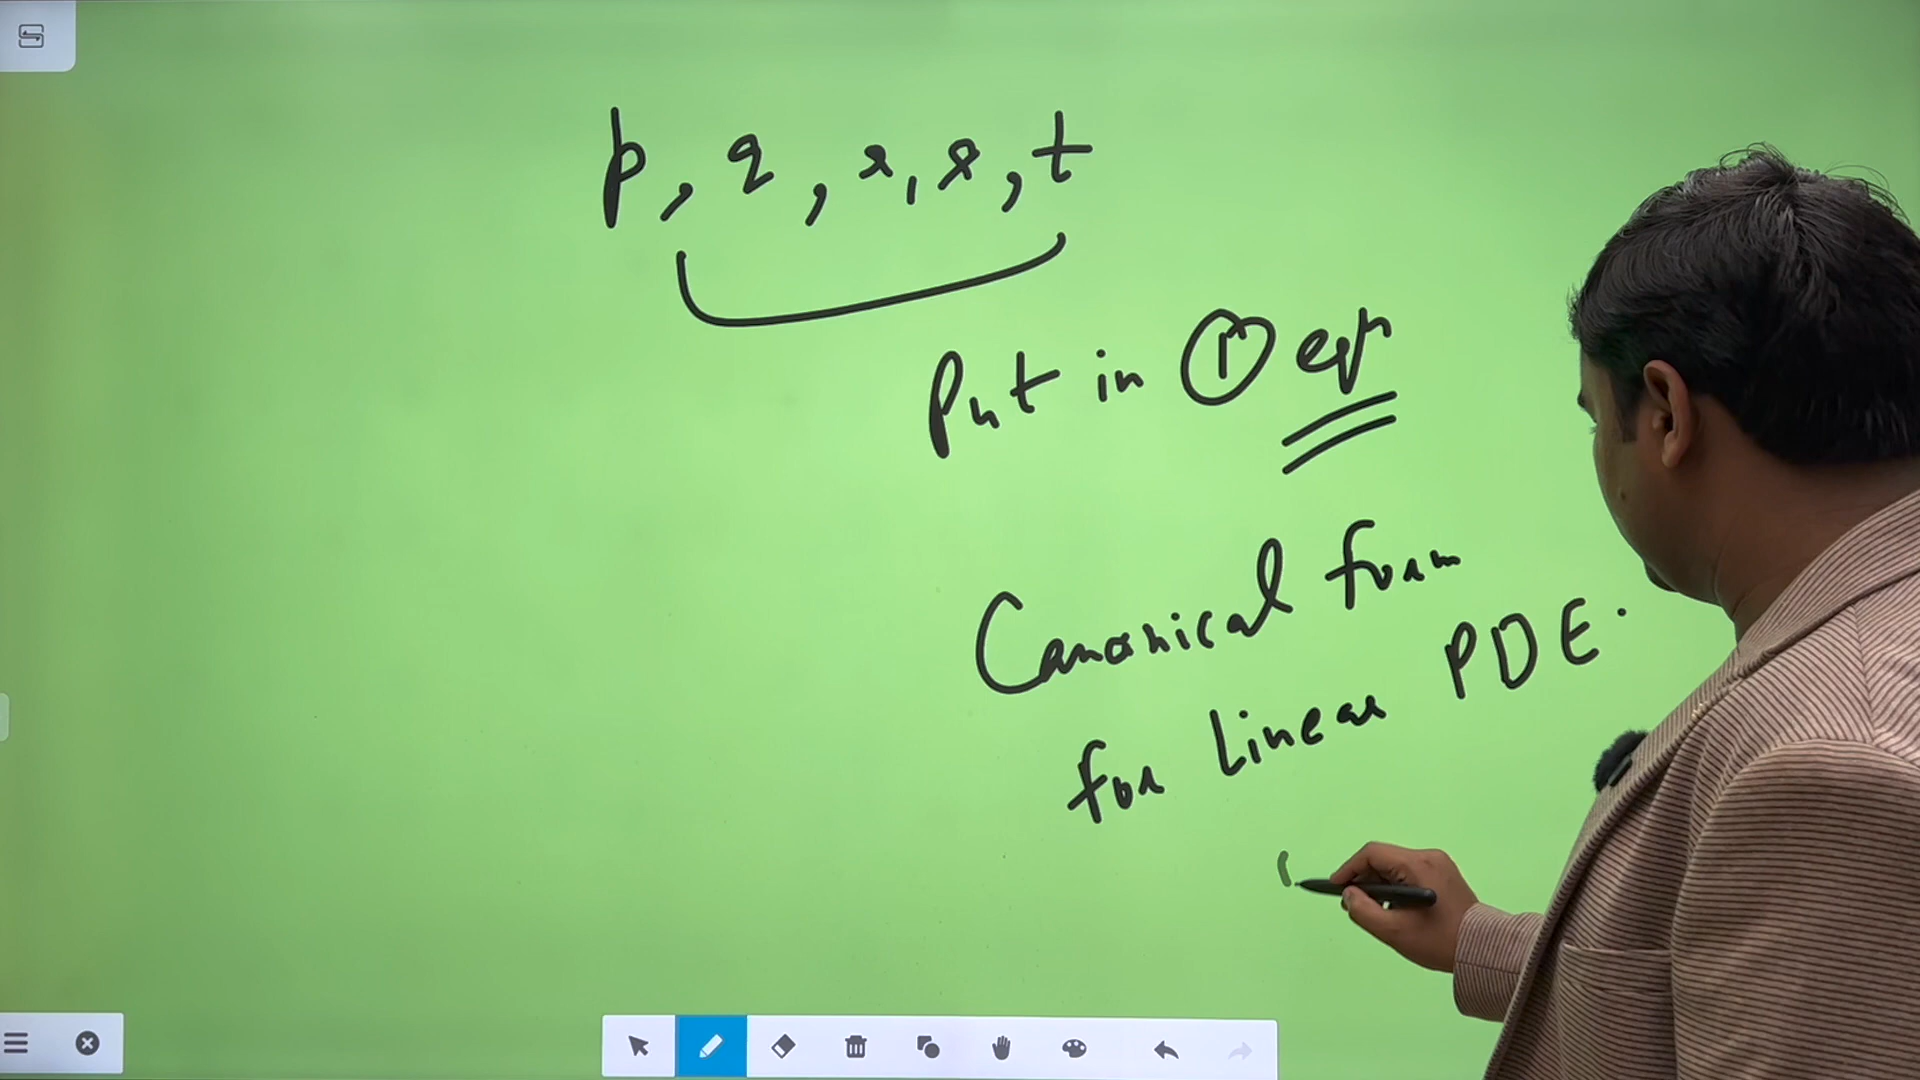 p, q, r, s, t
Put in ① eqn
Canonical form
for Linear PDE.